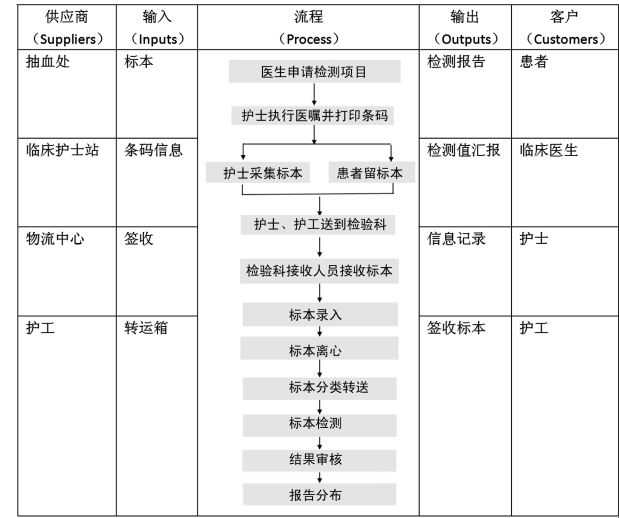 供应商 输入 流程 输出 客户
（Suppliers） （Inputs） （Process） （Outputs） （Customers）
抽血处 标本 检测报告 患者
医生申请检测项目
护士执行医嘱并打印条码
临床护士站 条码信息 检测值汇报 临床医生
护士采集标本 患者留标本
护士、护工送到检验科
物流中心 签收 信息记录 护士
检验科接收人员接收标本
标本录入
护工 转运箱 签收标本 护工
标本离心
标本分类转送
标本检测
结果审核
报告分布